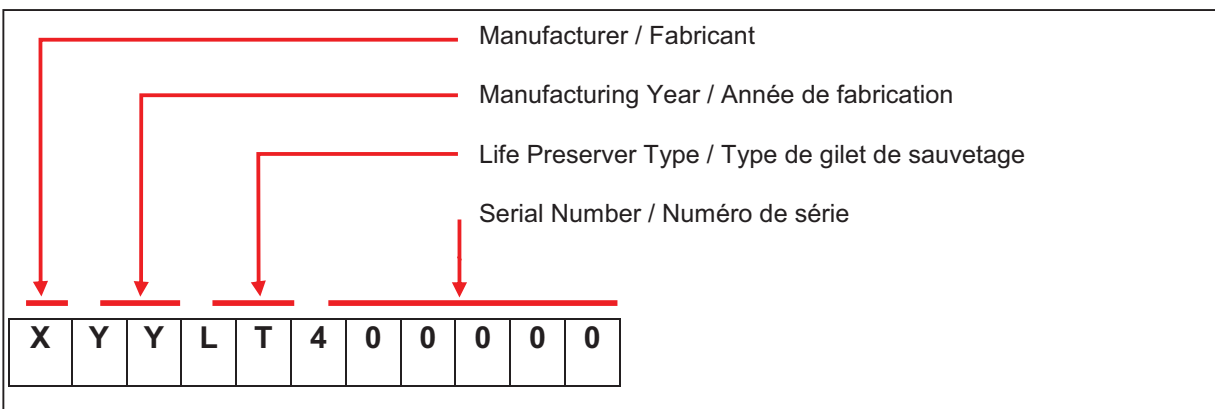 Manufacturer / Fabricant
Manufacturing Year / Année de fabrication
Life Preserver Type / Type de gilet de sauvetage
Serial Number / Numéro de série
X Y Y L T 4 0 0 0 0 0